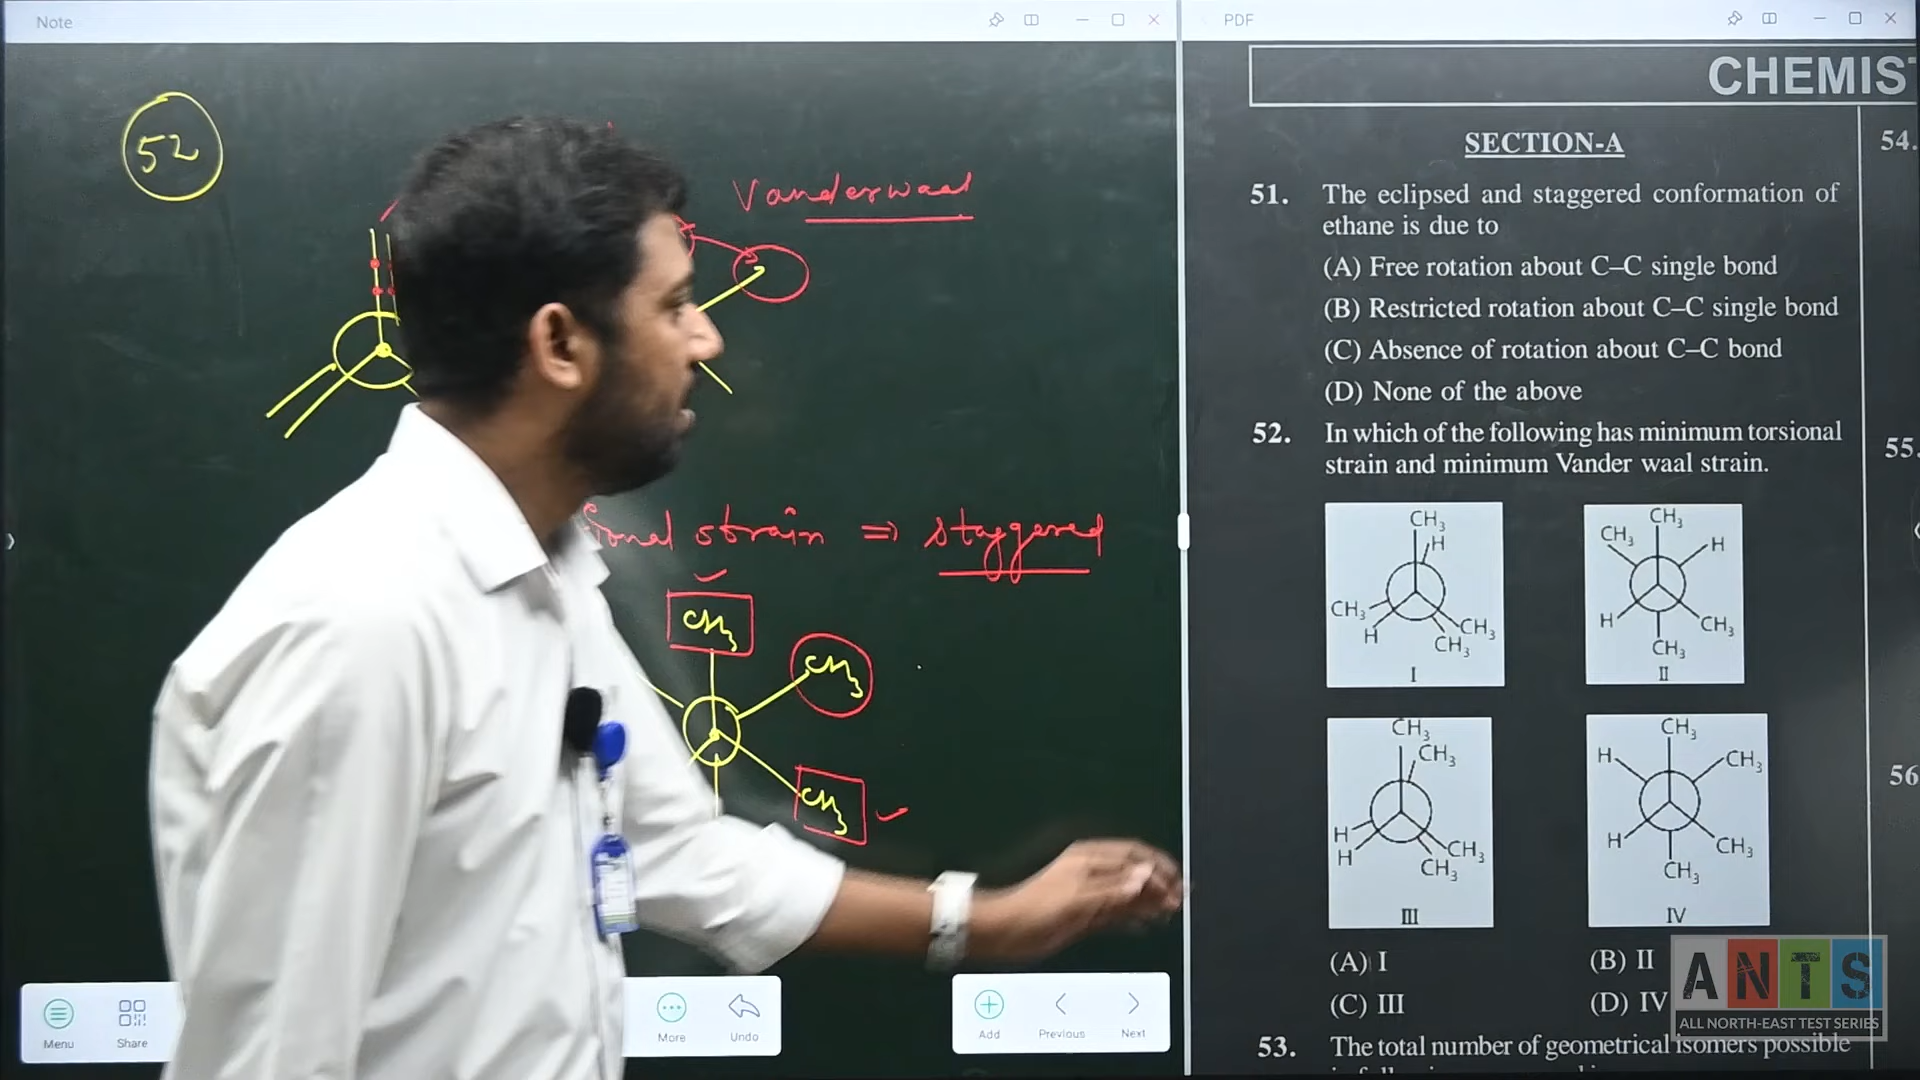 Note
PDF
52
Vanderwaal
strain ⇒ staggered
CH3
CH3
CH3
CHEMIS
SECTION-A
51. The eclipsed and staggered conformation of
ethane is due to
(A) Free rotation about C–C single bond
(B) Restricted rotation about C–C single bond
(C) Absence of rotation about C–C bond
(D) None of the above
52. In which of the following has minimum torsional
strain and minimum Vander waal strain.
CH3
H
CH3
H
CH3
CH3
I
CH3
CH3
H
H
CH3
CH3
II
CH3
CH3
H
H
CH3
CH3
III
CH3
H
CH3
H
CH3
CH3
IV
(A) I
(B) II
(C) III
(D) IV
53. The total number of geometrical isomers possible
54.
55.
56
Menu
Share
More
Undo
Add
Previous
Next
ANTS
ALL NORTH-EAST TEST SERIES